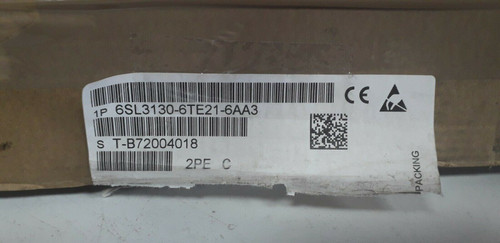 1P 6SL3130-6TE21-6AA3
S T-B72004018
2PE C
CE
PACKING